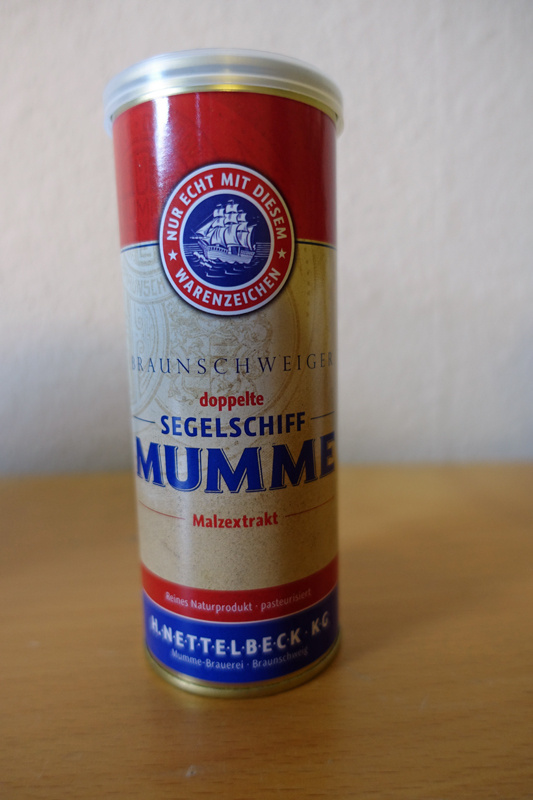 NUR ECHT MIT DIESEM
WARENZEICHEN
BRAUNSCHWEIGER
doppelte
SEGELSCHIFF
MUMME
Malzextrakt
Reines Naturprodukt · pasteurisiert
H.NETTELBECK·KG
Mumme-Brauerei · Braunschweig